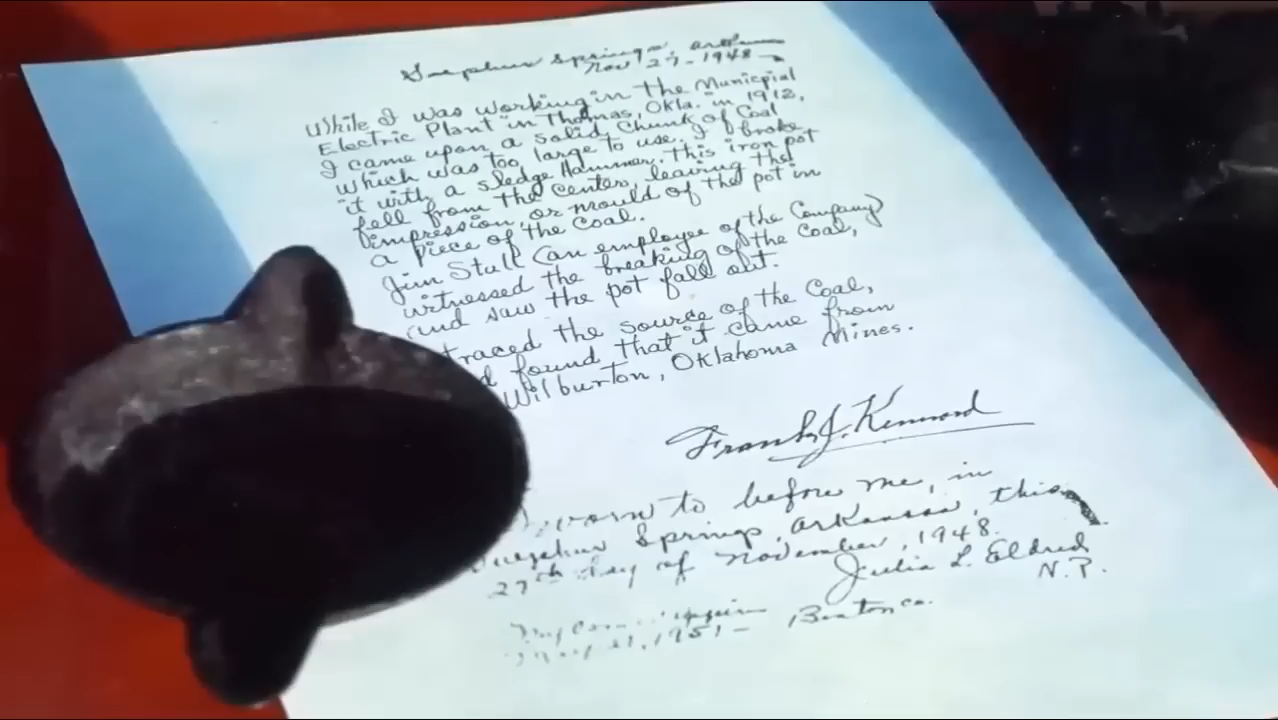 Springs, Arkansas
Nov 27-1948
While I was working in the Municipial
Electric Plant in Thomas, Okla. in 1912,
I came upon a solid chunk of Coal
which was too large to use. I broke
it with a sledge Hammer. This iron pot
fell from the center, leaving the
impression, or mould of the pot in
a piece of the Coal.
Jim Stull (an employee of the Company)
witnessed the breaking of the Coal,
and saw the pot fall out.
traced the source of the Coal,
found that it came from
Wilburton, Oklahoma Mines.
Frank J. Kenwood
worn to before me, in
Springs, Arkansas, this
27th day of November, 1948.
Julia L. Eldred
N.P.
1951 - Benton Co.